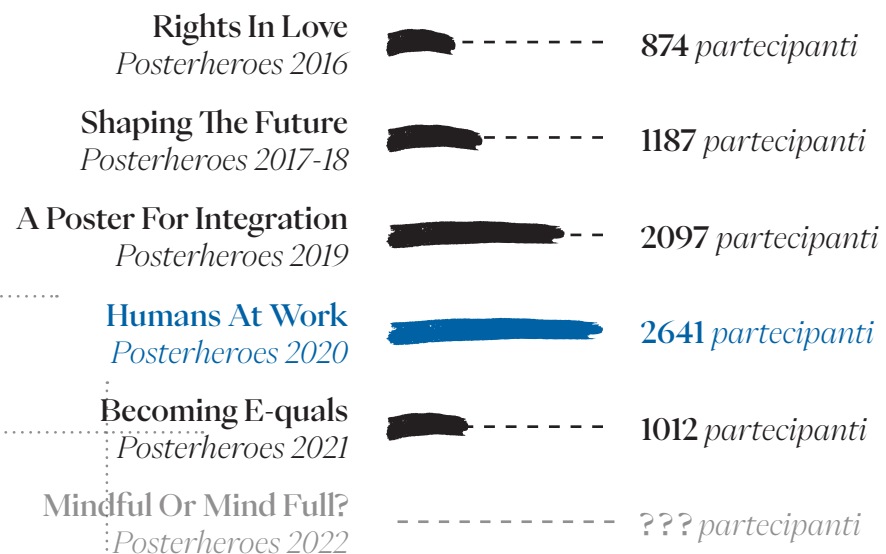 Rights In Love
Posterheroes 2016
874 partecipanti
Shaping The Future
Posterheroes 2017-18
1187 partecipanti
A Poster For Integration
Posterheroes 2019
2097 partecipanti
Humans At Work
Posterheroes 2020
2641 partecipanti
Becoming E-quals
Posterheroes 2021
1012 partecipanti
Mindful Or Mind Full?
Posterheroes 2022
??? partecipanti